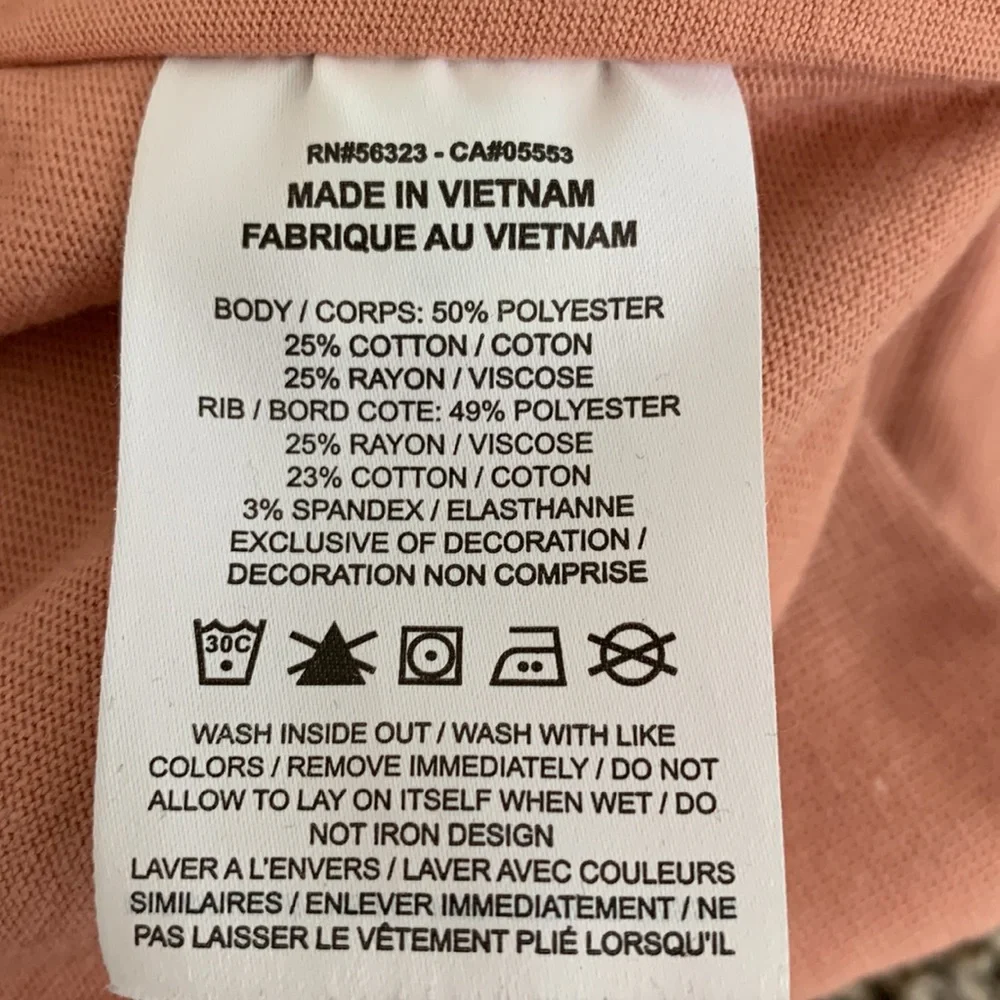 RN#56323 - CA#05553
MADE IN VIETNAM
FABRIQUE AU VIETNAM
BODY / CORPS: 50% POLYESTER
25% COTTON / COTON
25% RAYON / VISCOSE
RIB / BORD COTE: 49% POLYESTER
25% RAYON / VISCOSE
23% COTTON / COTON
3% SPANDEX / ELASTHANNE
EXCLUSIVE OF DECORATION /
DECORATION NON COMPRISE
30C
WASH INSIDE OUT / WASH WITH LIKE
COLORS / REMOVE IMMEDIATELY / DO NOT
ALLOW TO LAY ON ITSELF WHEN WET / DO
NOT IRON DESIGN
LAVER A L'ENVERS / LAVER AVEC COULEURS
SIMILAIRES / ENLEVER IMMEDIATEMENT / NE
PAS LAISSER LE VÊTEMENT PLIÉ LORSQU'IL